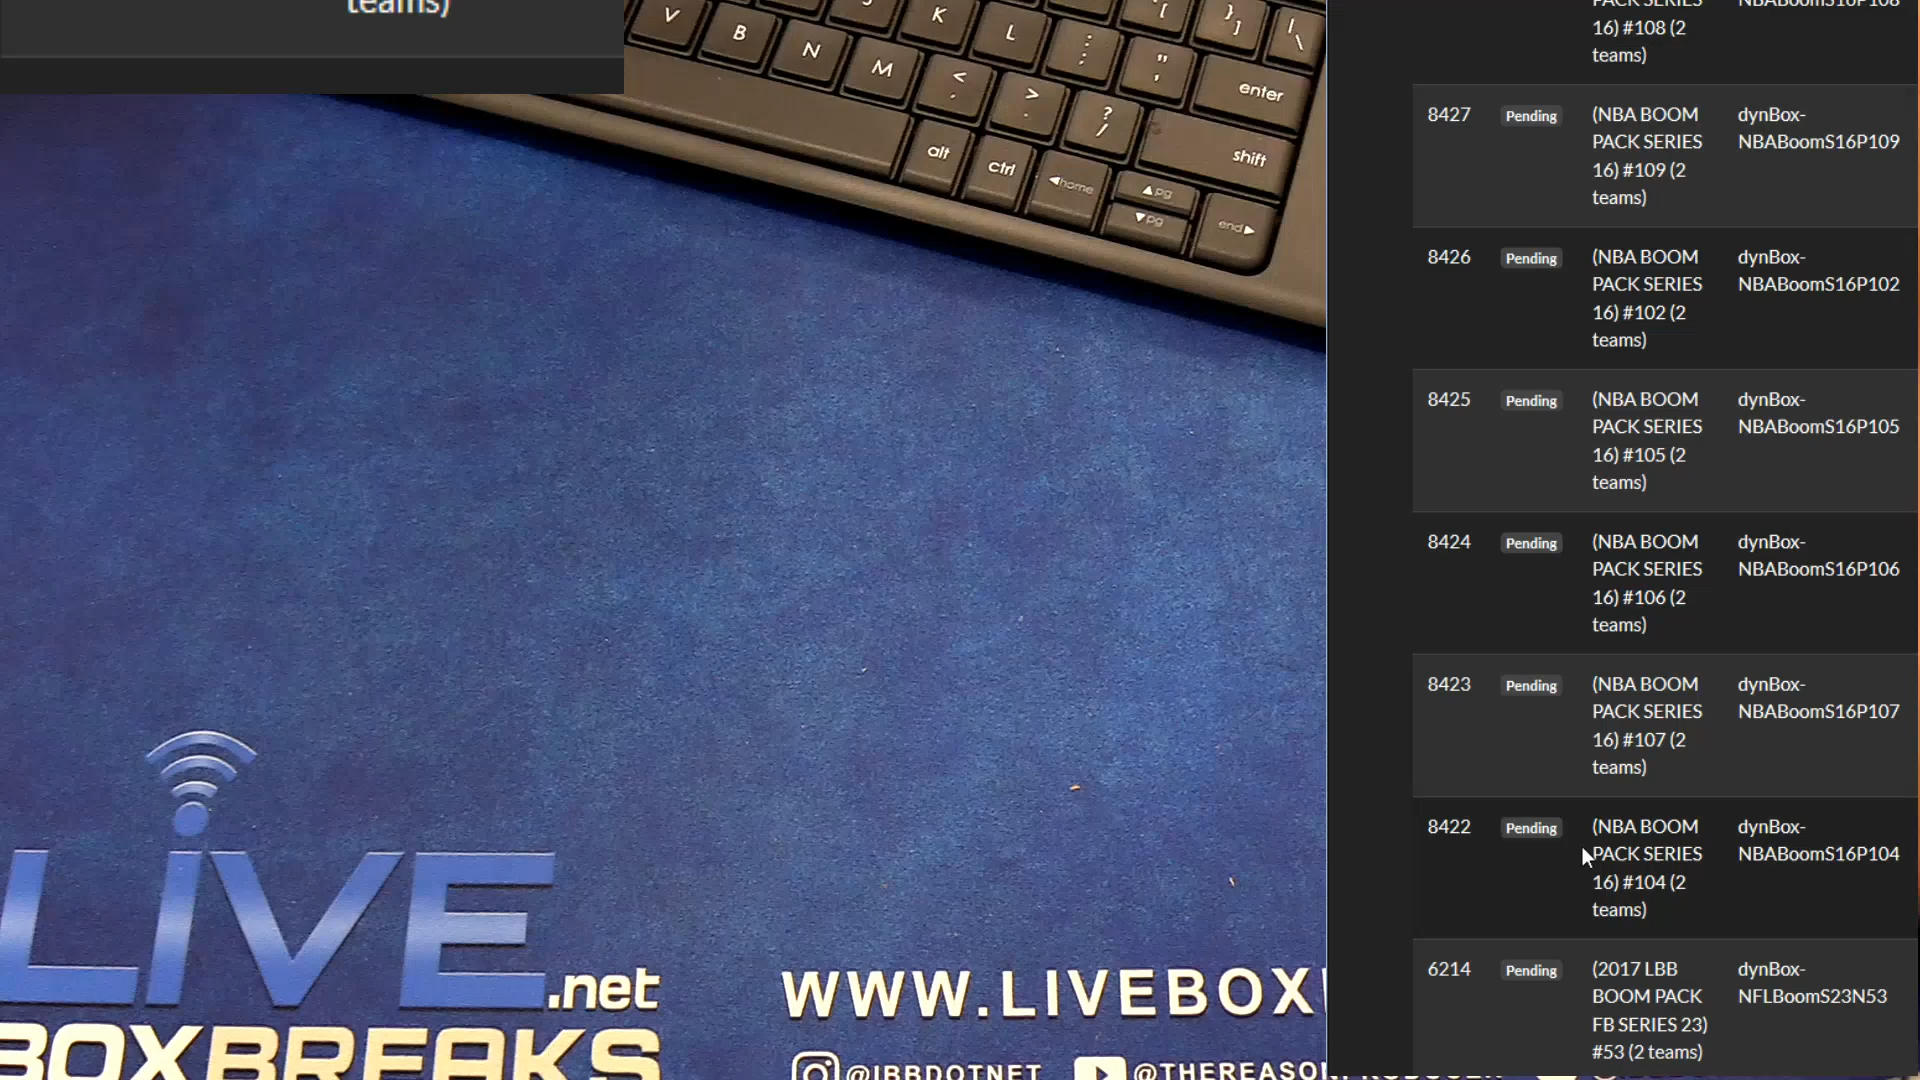 teams)
V
B
N
M
K
L
enter
shift
alt
ctrl
◀home
▲pg
▼pg
end▶
16) #108 (2
teams)
8427 Pending (NBA BOOM PACK SERIES 16) #109 (2 teams) dynBox-NBABoomS16P109
8426 Pending (NBA BOOM PACK SERIES 16) #102 (2 teams) dynBox-NBABoomS16P102
8425 Pending (NBA BOOM PACK SERIES 16) #105 (2 teams) dynBox-NBABoomS16P105
8424 Pending (NBA BOOM PACK SERIES 16) #106 (2 teams) dynBox-NBABoomS16P106
8423 Pending (NBA BOOM PACK SERIES 16) #107 (2 teams) dynBox-NBABoomS16P107
8422 Pending (NBA BOOM PACK SERIES 16) #104 (2 teams) dynBox-NBABoomS16P104
6214 Pending (2017 LBB BOOM PACK FB SERIES 23) #53 (2 teams) dynBox-NFLBoomS23N53
LIVE.net
BOXBREAKS
WWW.LIVEBOX